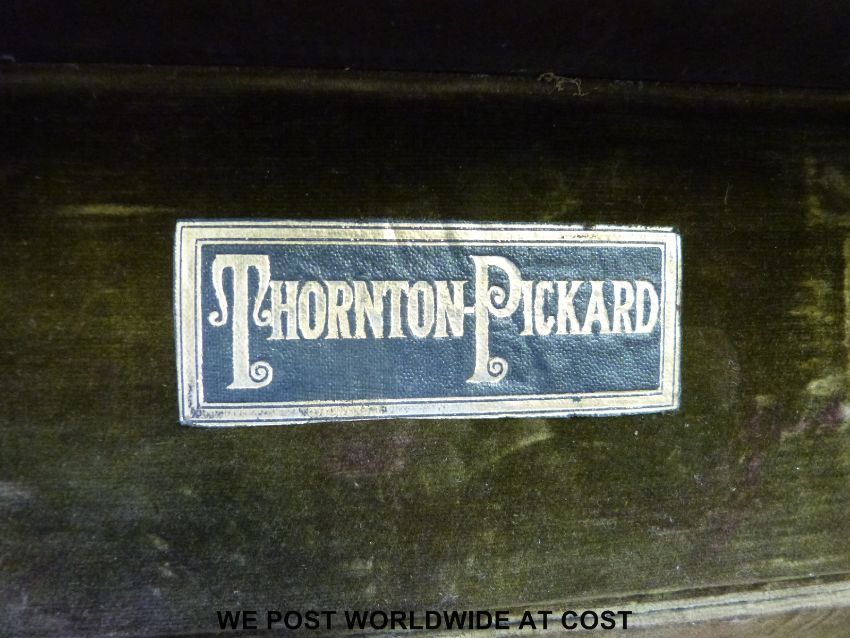 THORNTON-PICKARD
WE POST WORLDWIDE AT COST